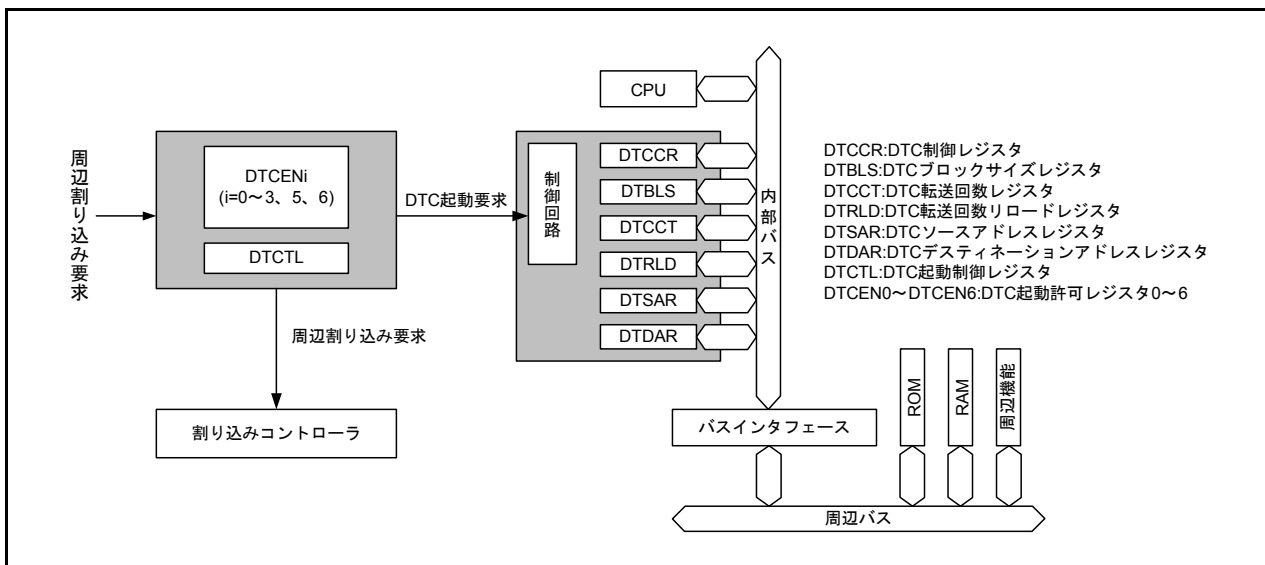 周辺割り込み要求
DTCENi
(i=0～3、5、6)
DTCTL
周辺割り込み要求
割り込みコントローラ
DTC起動要求
制御回路
CPU
DTCCR
DTBLS
DTCCT
DTRLD
DTSAR
DTDAR
内部バス
DTCCR:DTC制御レジスタ
DTBLS:DTCブロックサイズレジスタ
DTCCT:DTC転送回数レジスタ
DTRLD:DTC転送回数リロードレジスタ
DTSAR:DTCソースアドレスレジスタ
DTDAR:DTCデスティネーションアドレスレジスタ
DTCTL:DTC起動制御レジスタ
DTCEN0～DTCEN6:DTC起動許可レジスタ0～6
バスインタフェース
ROM
RAM
周辺機能
周辺バス